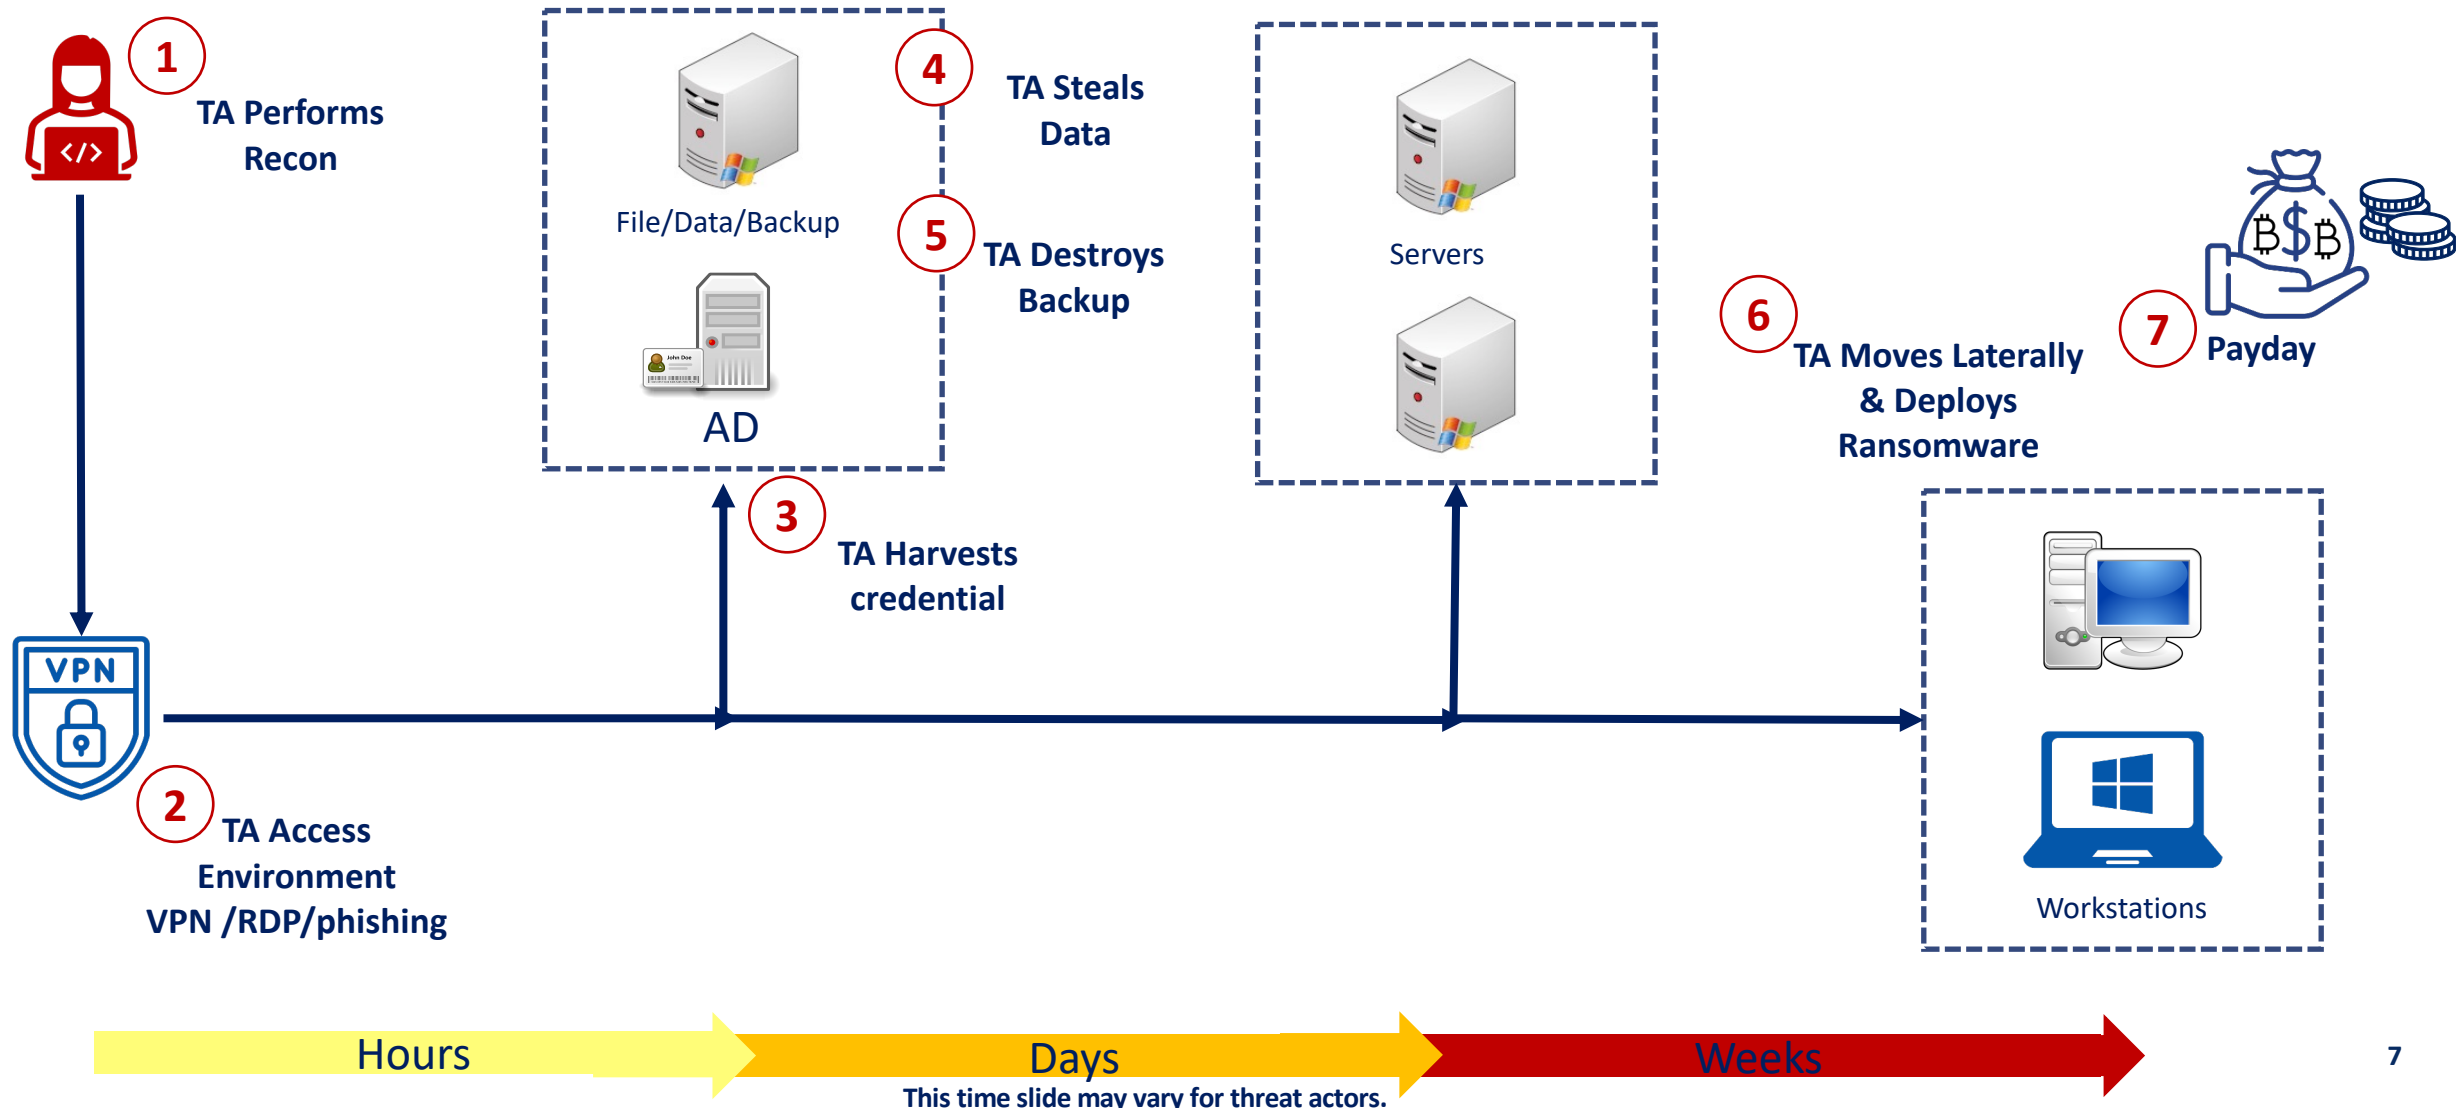 1
TA Performs
Recon
VPN
2
TA Access
Environment
VPN /RDP/phishing
File/Data/Backup
John Doe
AD
3
TA Harvests
credential
4
TA Steals
Data
5
TA Destroys
Backup
Servers
6
TA Moves Laterally
& Deploys
Ransomware
Workstations
7
Payday
Hours
Days
Weeks
This time slide may vary for threat actors.
7